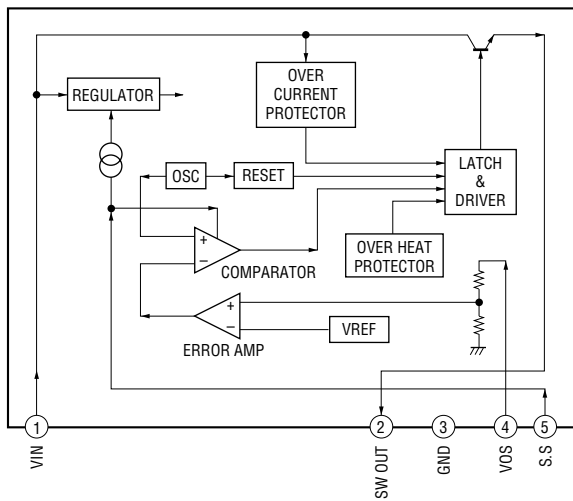 REGULATOR
OVER
CURRENT
PROTECTOR
OSC
RESET
LATCH
&
DRIVER
+
−
COMPARATOR
OVER HEAT
PROTECTOR
+
−
VREF
ERROR AMP
1
2
3
4
5
VIN
SW OUT
GND
VOS
S.S